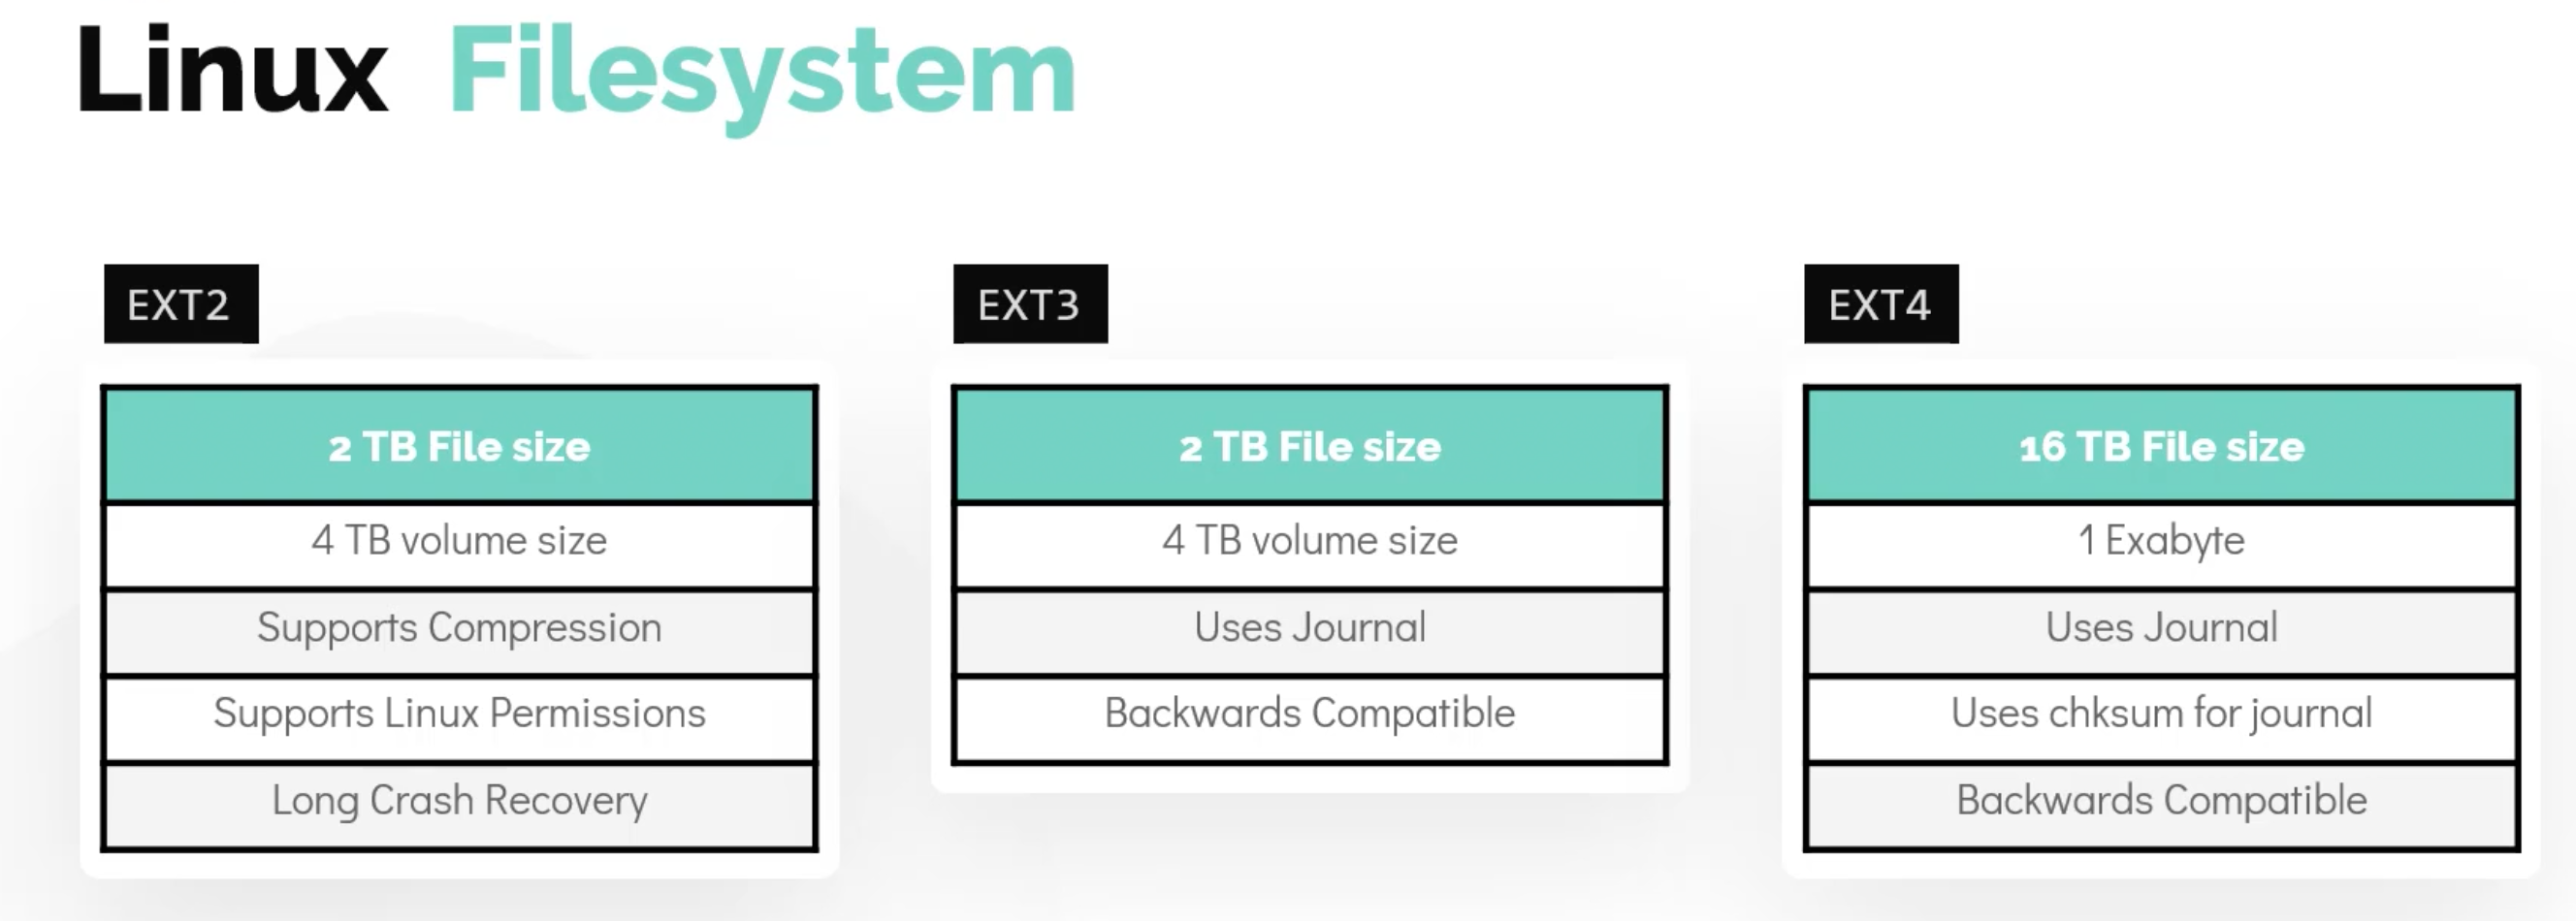 Linux Filesystem
EXT2
2 TB File size
4 TB volume size
Supports Compression
Supports Linux Permissions
Long Crash Recovery
EXT3
2 TB File size
4 TB volume size
Uses Journal
Backwards Compatible
EXT4
16 TB File size
1 Exabyte
Uses Journal
Uses chksum for journal
Backwards Compatible